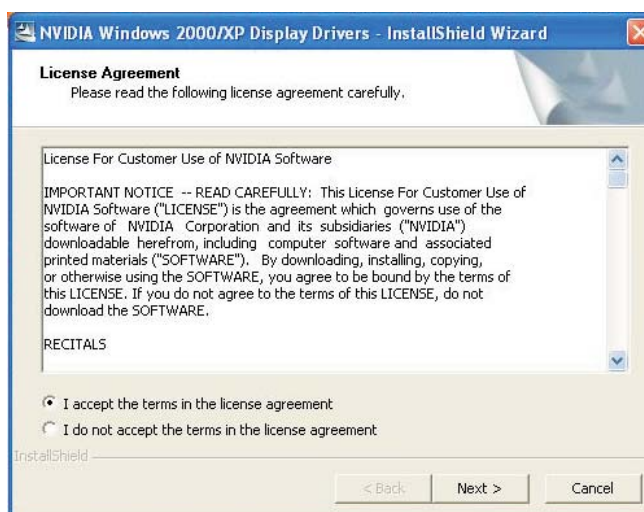 NVIDIA Windows 2000/XP Display Drivers - InstallShield Wizard
License Agreement
Please read the following license agreement carefully.
License For Customer Use of NVIDIA Software
IMPORTANT NOTICE -- READ CAREFULLY: This License For Customer Use of
NVIDIA Software ("LICENSE") is the agreement which governs use of the
software of NVIDIA Corporation and its subsidiaries ("NVIDIA")
downloadable herefrom, including computer software and associated
printed materials ("SOFTWARE"). By downloading, installing, copying,
or otherwise using the SOFTWARE, you agree to be bound by the terms of
this LICENSE. If you do not agree to the terms of this LICENSE, do not
download the SOFTWARE.
RECITALS
I accept the terms in the license agreement
I do not accept the terms in the license agreement
InstallShield
< Back
Next >
Cancel